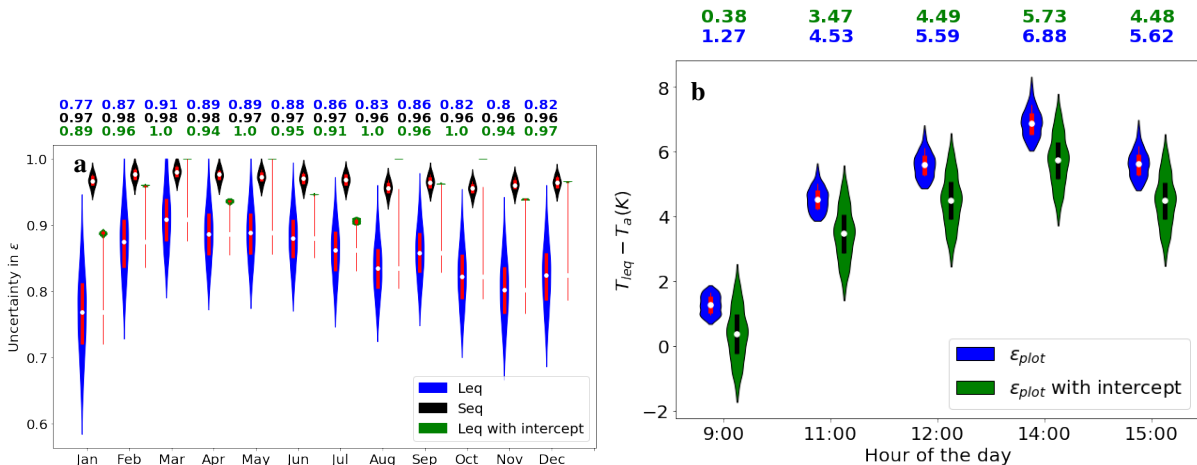 0.38 3.47 4.49 5.73 4.48
1.27 4.53 5.59 6.88 5.62
0.77 0.87 0.91 0.89 0.89 0.88 0.86 0.83 0.86 0.82 0.8 0.82
0.97 0.98 0.98 0.98 0.97 0.97 0.97 0.96 0.96 0.96 0.96 0.96
0.89 0.96 1.0 0.94 1.0 0.95 0.91 1.0 0.96 1.0 0.94 0.97
a
Uncertainty in ε
1.0
0.9
0.8
0.7
0.6
Leq
Seq
Leq with intercept
Jan Feb Mar Apr May Jun Jul Aug Sep Oct Nov Dec
b
T_leq − T_a(K)
8
6
4
2
0
−2
ε_plot
ε_plot with intercept
9:00 11:00 12:00 14:00 15:00
Hour of the day